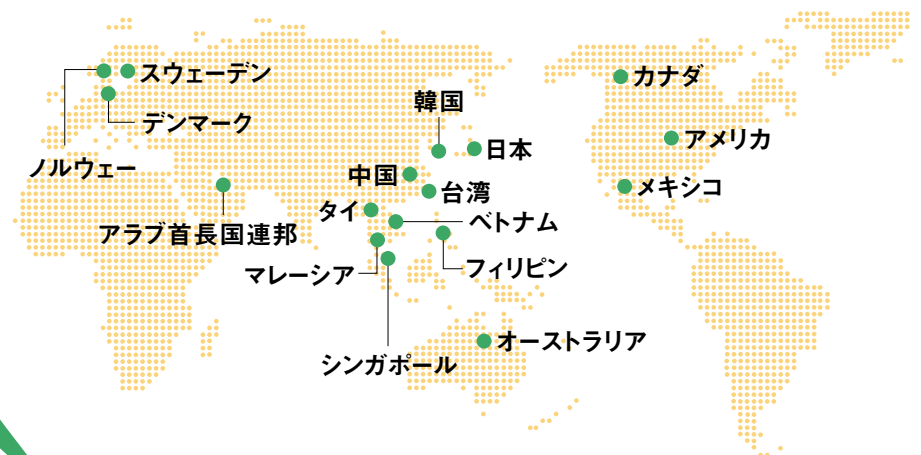 スウェーデン
カナダ
韓国
デンマーク
アメリカ
日本
ノルウェー
中国
台湾
メキシコ
タイ
ベトナム
アラブ首長国連邦
マレーシア
フィリピン
オーストラリア
シンガポール